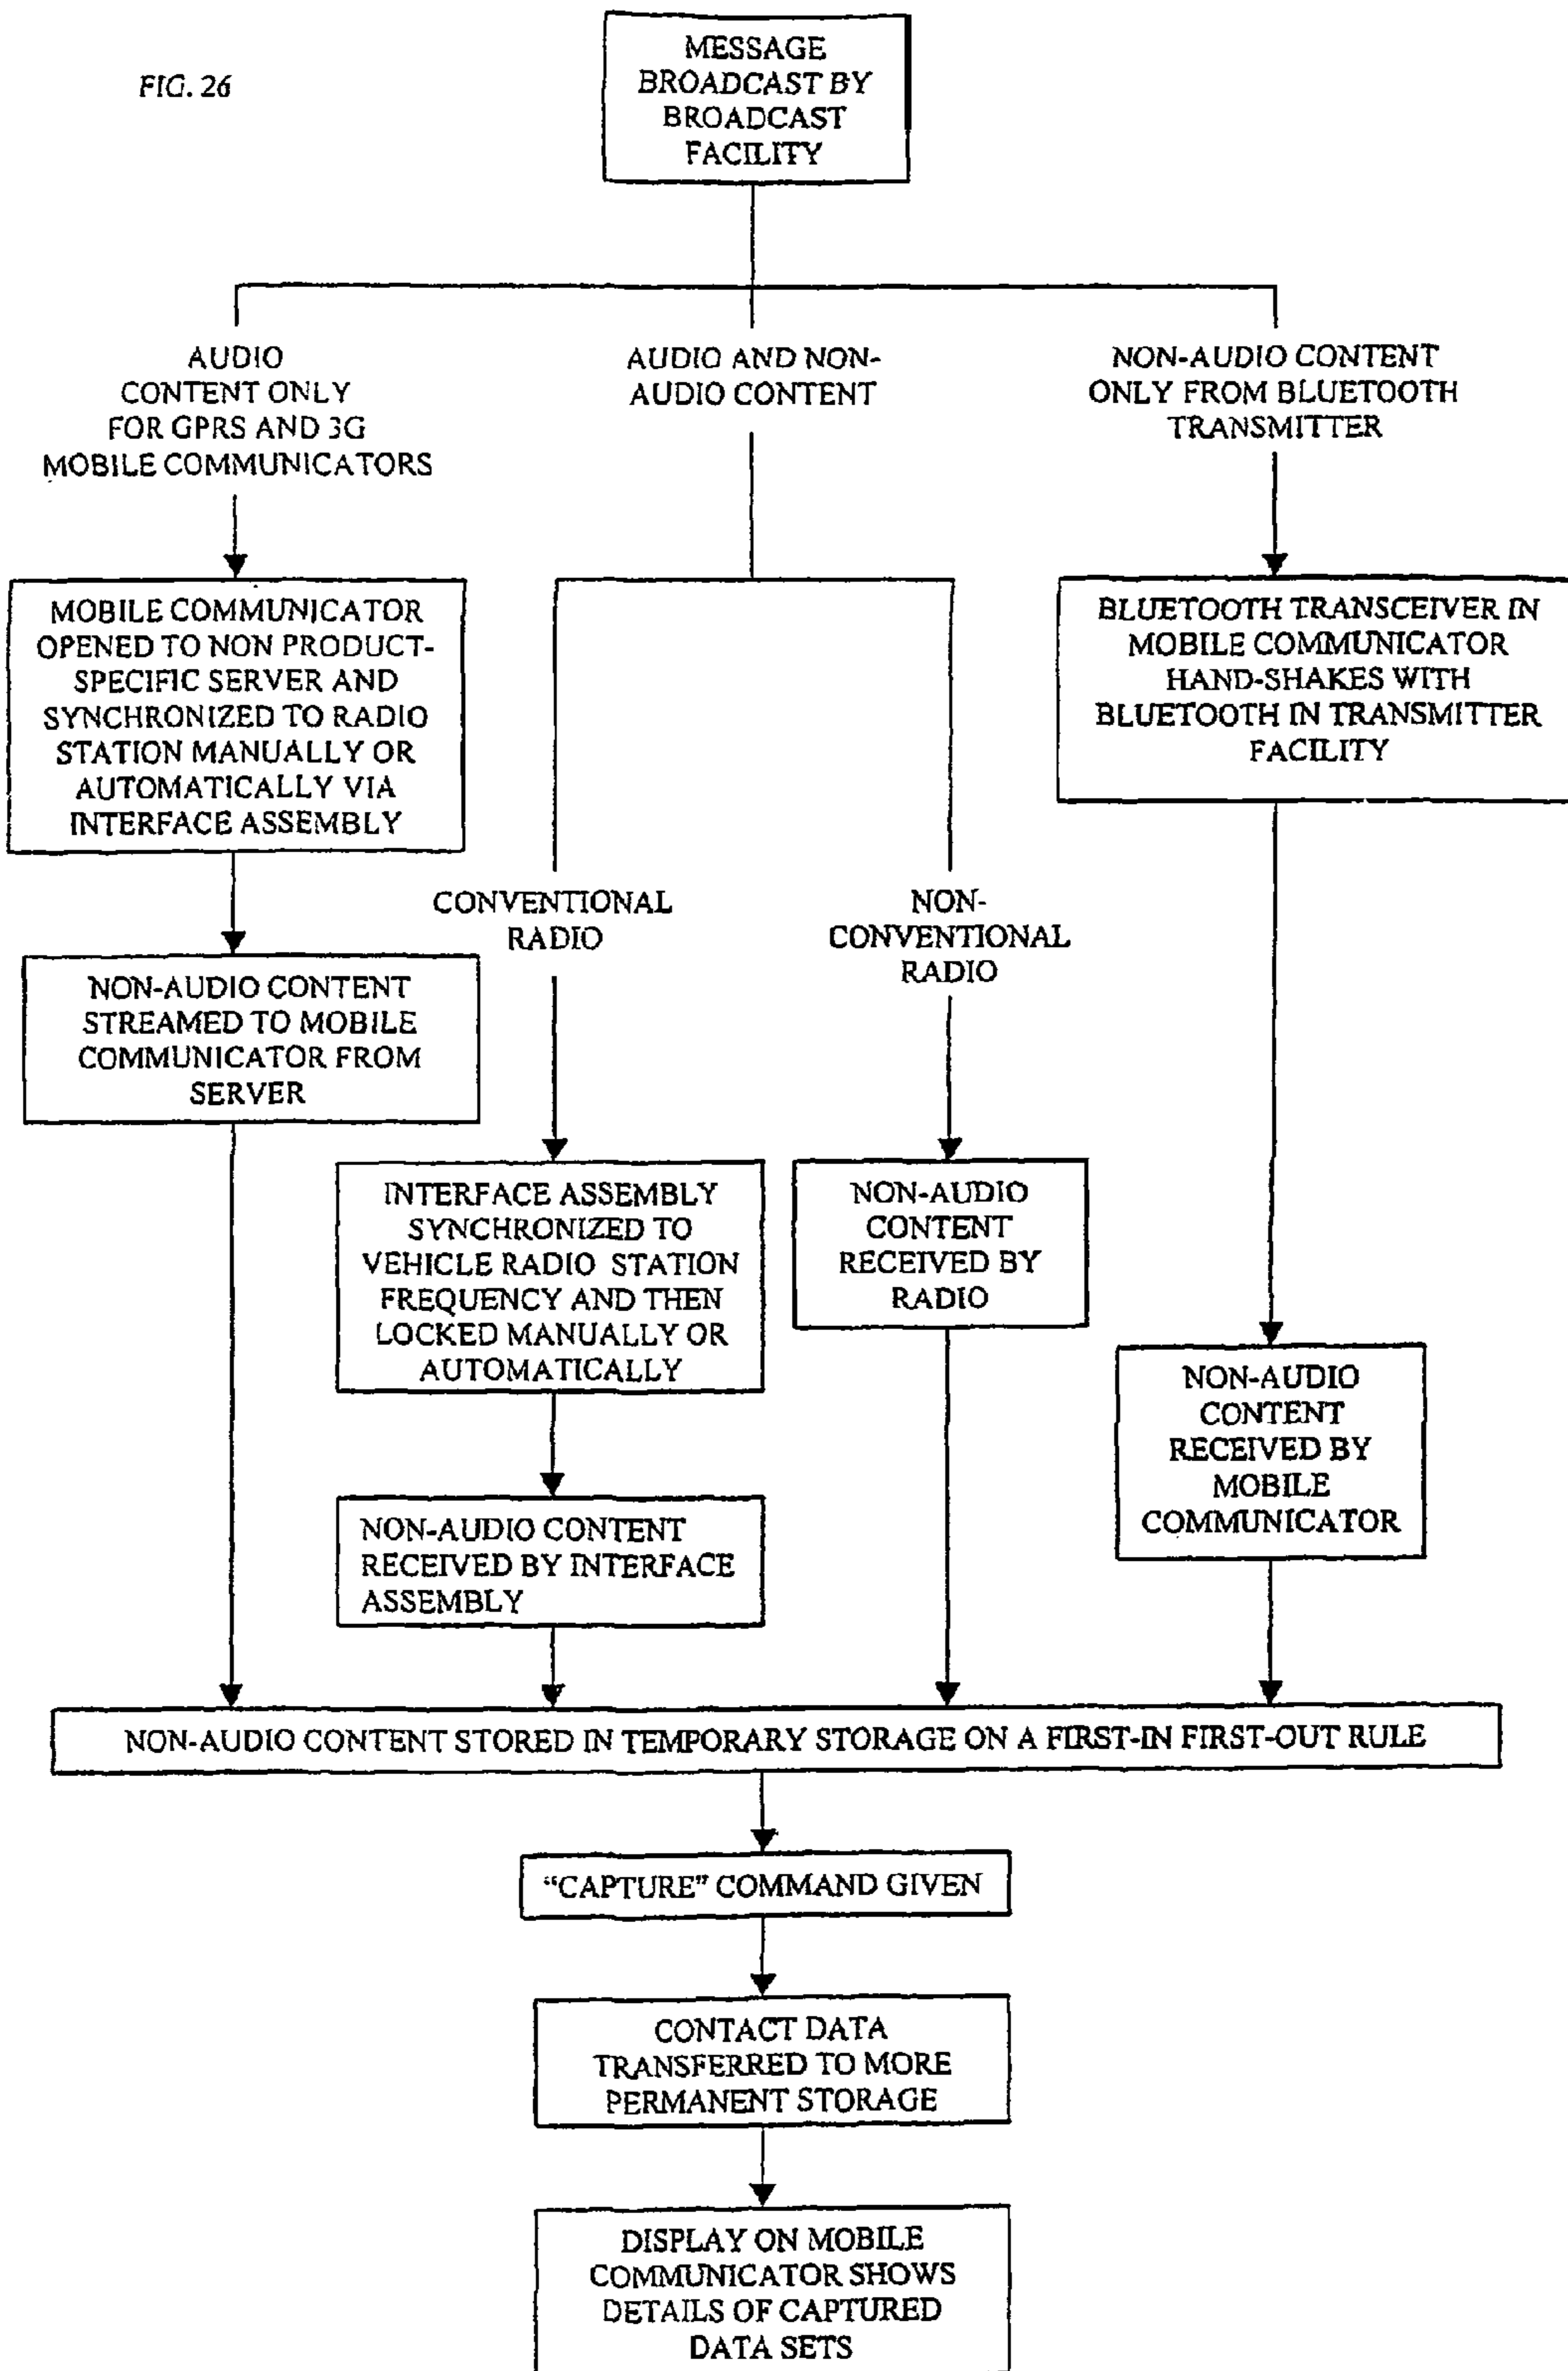 FIG. 26
MESSAGE
BROADCAST BY
BROADCAST
FACILITY
AUDIO
CONTENT ONLY
FOR GPRS AND 3G
MOBILE COMMUNICATORS
AUDIO AND NON-
AUDIO CONTENT
NON-AUDIO CONTENT
ONLY FROM BLUETOOTH
TRANSMITTER
MOBILE COMMUNICATOR
OPENED TO NON PRODUCT-
SPECIFIC SERVER AND
SYNCHRONIZED TO RADIO
STATION MANUALLY OR
AUTOMATICALLY VIA
INTERFACE ASSEMBLY
BLUETOOTH TRANSCEIVER IN
MOBILE COMMUNICATOR
HAND-SHAKES WITH
BLUETOOTH IN TRANSMITTER
FACILITY
CONVENTIONAL
RADIO
NON-
CONVENTIONAL
RADIO
NON-AUDIO CONTENT
STREAMED TO MOBILE
COMMUNICATOR FROM
SERVER
INTERFACE ASSEMBLY
SYNCHRONIZED TO
VEHICLE RADIO STATION
FREQUENCY AND THEN
LOCKED MANUALLY OR
AUTOMATICALLY
NON-AUDIO
CONTENT
RECEIVED BY
RADIO
NON-AUDIO
CONTENT
RECEIVED BY
MOBILE
COMMUNICATOR
NON-AUDIO CONTENT
RECEIVED BY INTERFACE
ASSEMBLY
NON-AUDIO CONTENT STORED IN TEMPORARY STORAGE ON A FIRST-IN FIRST-OUT RULE
“CAPTURE” COMMAND GIVEN
CONTACT DATA
TRANSFERRED TO MORE
PERMANENT STORAGE
DISPLAY ON MOBILE
COMMUNICATOR SHOWS
DETAILS OF CAPTURED
DATA SETS